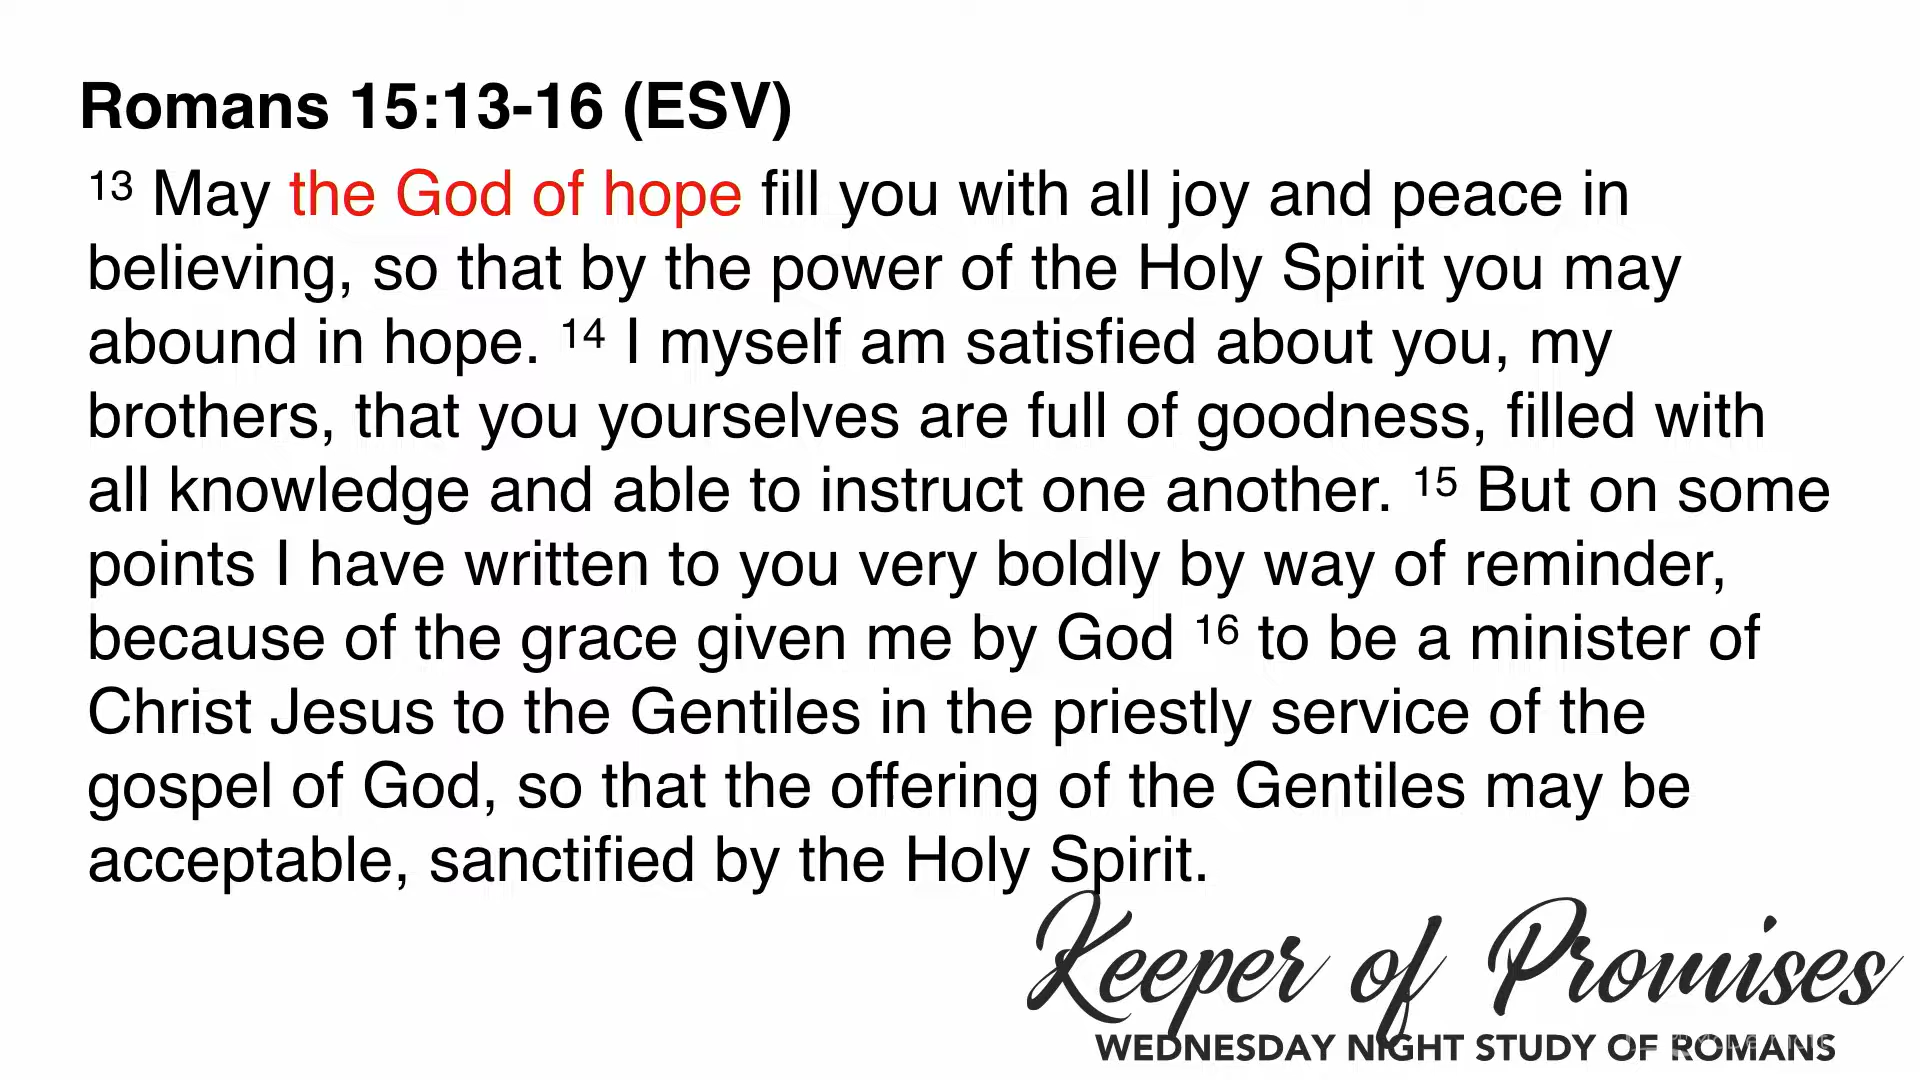 Romans 15:13-16 (ESV)
13 May the God of hope fill you with all joy and peace in
believing, so that by the power of the Holy Spirit you may
abound in hope. 14 I myself am satisfied about you, my
brothers, that you yourselves are full of goodness, filled with
all knowledge and able to instruct one another. 15 But on some
points I have written to you very boldly by way of reminder,
because of the grace given me by God 16 to be a minister of
Christ Jesus to the Gentiles in the priestly service of the
gospel of God, so that the offering of the Gentiles may be
acceptable, sanctified by the Holy Spirit.
Keeper of Promises
WEDNESDAY NIGHT STUDY OF ROMANS